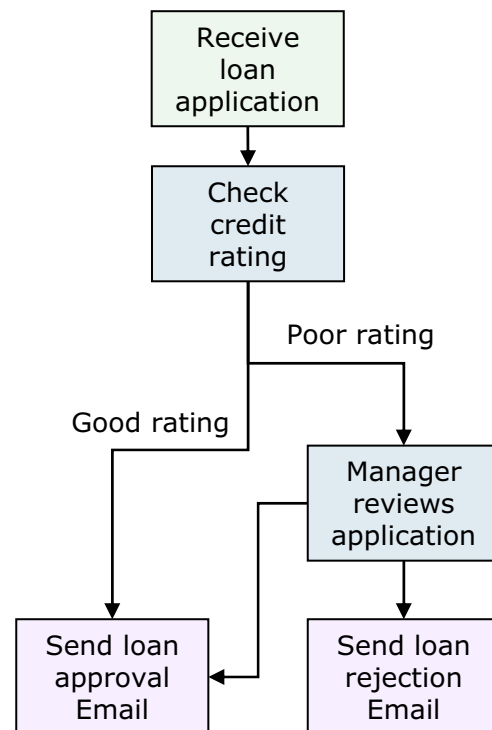 Receive
loan
application
Check
credit
rating
Poor rating
Good rating
Manager
reviews
application
Send loan
approval
Email
Send loan
rejection
Email